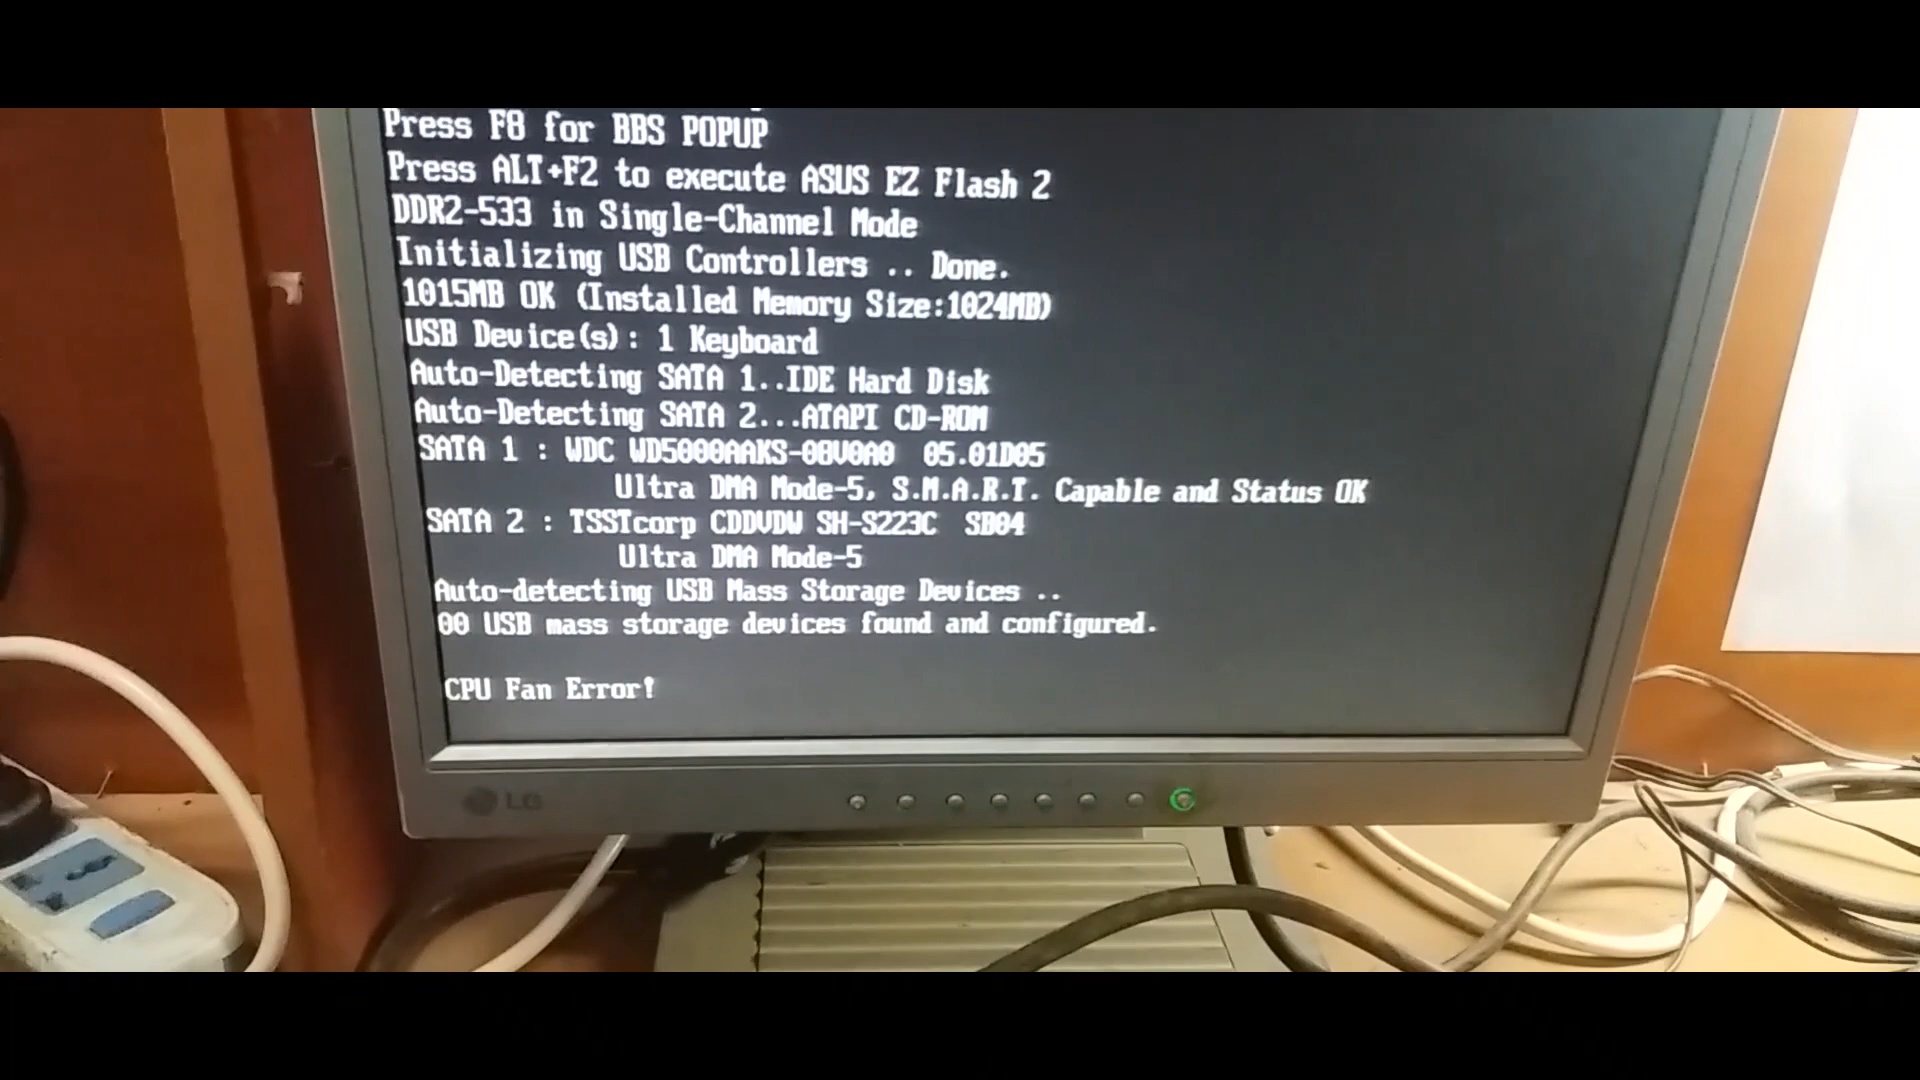 Press F8 for BBS POPUP
Press ALT+F2 to execute ASUS EZ Flash 2
DDR2-533 in Single-Channel Mode
Initializing USB Controllers .. Done.
1015MB OK (Installed Memory Size:1024MB)
USB Device(s): 1 Keyboard
Auto-Detecting SATA 1..IDE Hard Disk
Auto-Detecting SATA 2...ATAPI CD-ROM
SATA 1 : WDC WD5000AAKS-08V0A0 05.01D05
Ultra DMA Mode-5, S.M.A.R.T. Capable and Status OK
SATA 2 : TSSTcorp CDDVDW SH-S223C SB04
Ultra DMA Mode-5
Auto-detecting USB Mass Storage Devices ..
00 USB mass storage devices found and configured.
CPU Fan Error!
LG